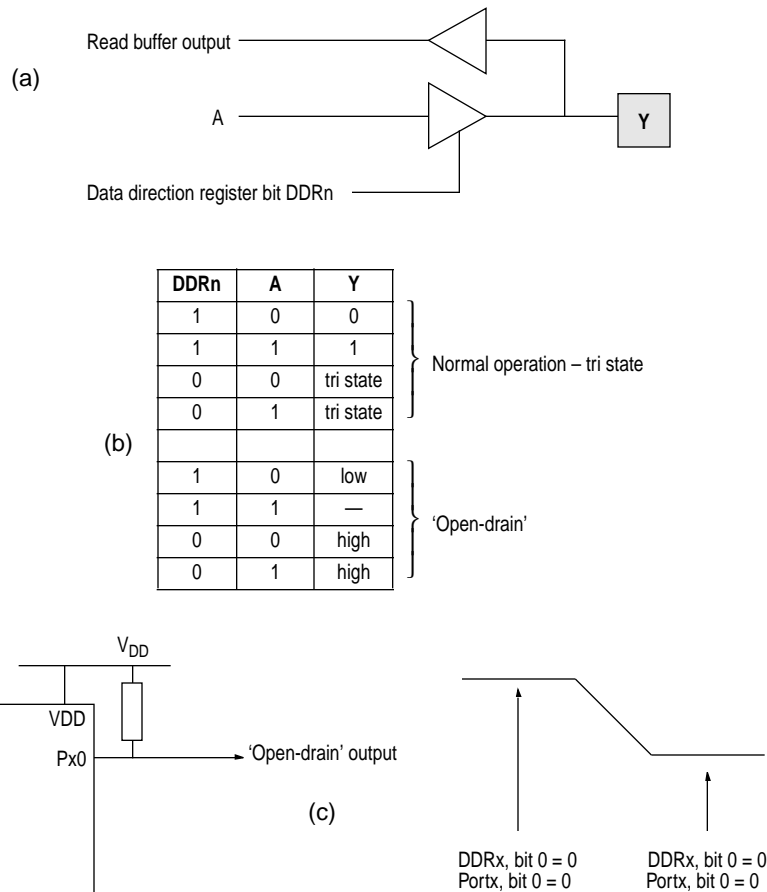 Read buffer output
(a)
A
Y
Data direction register bit DDRn
DDRn A Y
1 0 0
1 1 1
0 0 tri state
0 1 tri state
Normal operation – tri state
(b)
1 0 low
1 1 —
0 0 high
0 1 high
‘Open-drain’
V_DD
VDD
Px0
‘Open-drain’ output
(c)
DDRx, bit 0 = 0
Portx, bit 0 = 0
DDRx, bit 0 = 0
Portx, bit 0 = 0